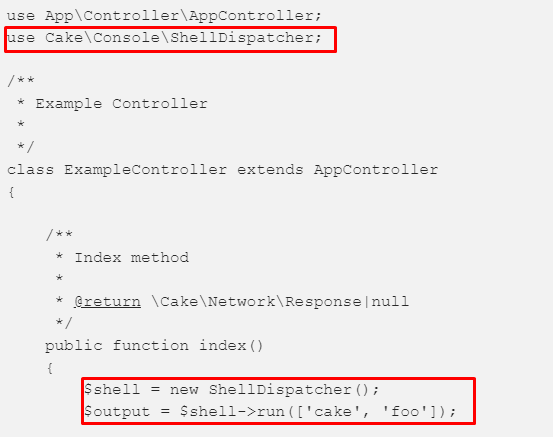 use App\Controller\AppController;
use Cake\Console\ShellDispatcher;
/**
 * Example Controller
 *
 */
class ExampleController extends AppController
{
    /**
     * Index method
     *
     * @return \Cake\Network\Response|null
     */
    public function index()
    {
        $shell = new ShellDispatcher();
        $output = $shell->run(['cake', 'foo']);